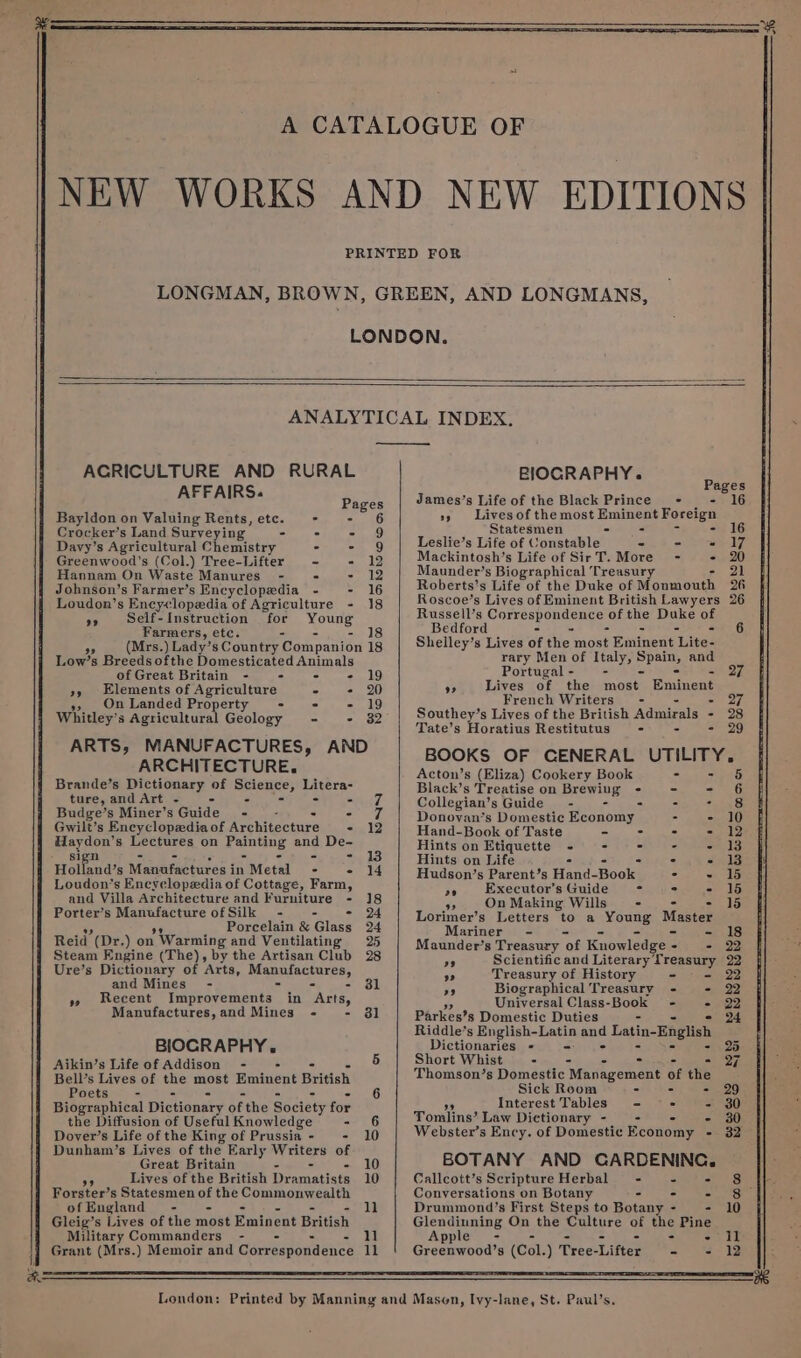 A CATALOGUE OF
NEW WORKS AND NEW EDITIONS
PRINTED FOR
LONGMAN, BROWN, GREEN, AND LONGMANS,
LONDON.
ANALYTICAL INDEX.
AGRICULTURE AND RURAL
AFFAIRS.
Pages
Bayldon on Valuing Rents, etc. - - 6
Crocker's Land Surveying - - - 9
Davy's Agricultural Chemistry - - 9
Greenwood's (Col.) Tree-Lifter - - 12
Hannam On Waste Manures - - - 12
Johnson's Farmer's Encyclopædia - - 16
Loudon's Encyclopædia of Agriculture - 18
„ Self-Instruction for Young
Farmers, etc. - - - 18
„ (Mrs.) Lady's Country Companion 18
Low's Breeds of the Domesticated Animals
of Great Britain - - - - 19
„ Elements of Agriculture - - 20
„ On Landed Property - - - 19
Whitley's Agricultural Geology - - 32
ARTS, MANUFACTURES, AND
ARCHITECTURE.
Brande's Dictionary of Science, Litera-
ture, and Art - - - - - - 7
Budge's Miner's Guide - - - - 7
Gwilt's Encyclopædia of Architecture - 12
Haydon's Lectures on Painting and De-
sign - - - - - - - 13
Holland's Manufactures in Metal - - 14
Loudon's Encyclopædia of Cottage, Farm,
and Villa Architecture and Furniture - 18
Porter's Manufacture of Silk - - - 24
„ „ Porcelain & Glass 24
Reid (Dr.) on Warming and Ventilating 25
Steam Engine (The), by the Artisan Club 28
Ure's Dictionary of Arts, Manufactures,
and Mines - - - - 31
„ Recent Improvements in Arts,
Manufactures, and Mines - - 31
BIOGRAPHY.
Aikin's Life of Addison - - - - 5
Bell's Lives of the most Eminent British
Poets - - - - - - - 6
Biographical Dictionary of the Society for
the Diffusion of Useful Knowledge - 6
Dover's Life of the King of Prussia - - 10
Dunham's Lives of the Early Writers of
Great Britain - - - 10
„ Lives of the British Dramatists 10
Forster's Statesmen of the Commonwealth
of England - - - - - - 11
Gleig's Lives of the most Eminent British
Military Commanders - - - - 11
Grant (Mrs.) Memoir and Correspondence 11
BIOGRAPHY.
Pages
James's Life of the Black Prince - - 16
„ Lives of the most Eminent Foreign
Statesmen - - - - 16
Leslie's Life of Constable - - - 17
Mackintosh's Life of Sir T. More - - 20
Maunder's Biographical Treasury - 21
Roberts's Life of the Duke of Monmouth 26
Roscoe's Lives of Eminent British Lawyers 26
Russell's Correspondence of the Duke of
Bedford - - - - - - 6
Shelley's Lives of the most Eminent Lite-
rary Men of Italy, Spain, and
Portugal - - - - - 27
„ Lives of the most Eminent
French Writers - - - 27
Southey's Lives of the British Admirals - 28
Tate's Horatius Restitutus - - - 29
BOOKS OF GENERAL UTILITY.
Acton's (Eliza) Cookery Book - - 5
Black's Treatise on Brewing - - - 6
Collegian's Guide - - - - - 8
Donovan's Domestic Economy - - 10
Hand-Book of Taste - - - - 12
Hints on Etiquette - - - - - 13
Hints on Life - - - - - 13
Hudson's Parent's Hand-Book - - 15
„ Executor's Guide - - - 15
„ On Making Wills - - - 15
Lorimer's Letters to a Young Master
Mariner - - - - - - 18
Maunder's Treasury of Knowledge - - 22
„ Scientific and Literary Treasury 22
„ Treasury of History - - 22
„ Biographical Treasury - - 22
„ Universal Class-Book - - 22
Parkes's Domestic Duties - - - 24
Riddle's English-Latin and Latin-English
Dictionaries - - - - - - 25
Short Whist - - - - - - 27
Thomson's Domestic Management of the
Sick Room - - - 29
„ Interest Tables - - - 30
Tomlins' Law Dictionary - - - - 30
Webster's Ency. of Domestic Economy - 32
BOTANY AND GARDENING.
Callcott's Scripture Herbal - - - 8
Conversations on Botany - - - 8
Drummond's First Steps to Botany - - 10
Glendinning On the Culture of the Pine
Apple - - - - - - - 11
Greenwood's (Col.) Tree-Lifter - - 12
London: Printed by Manning and Mason, Ivy-lane, St. Paul's.